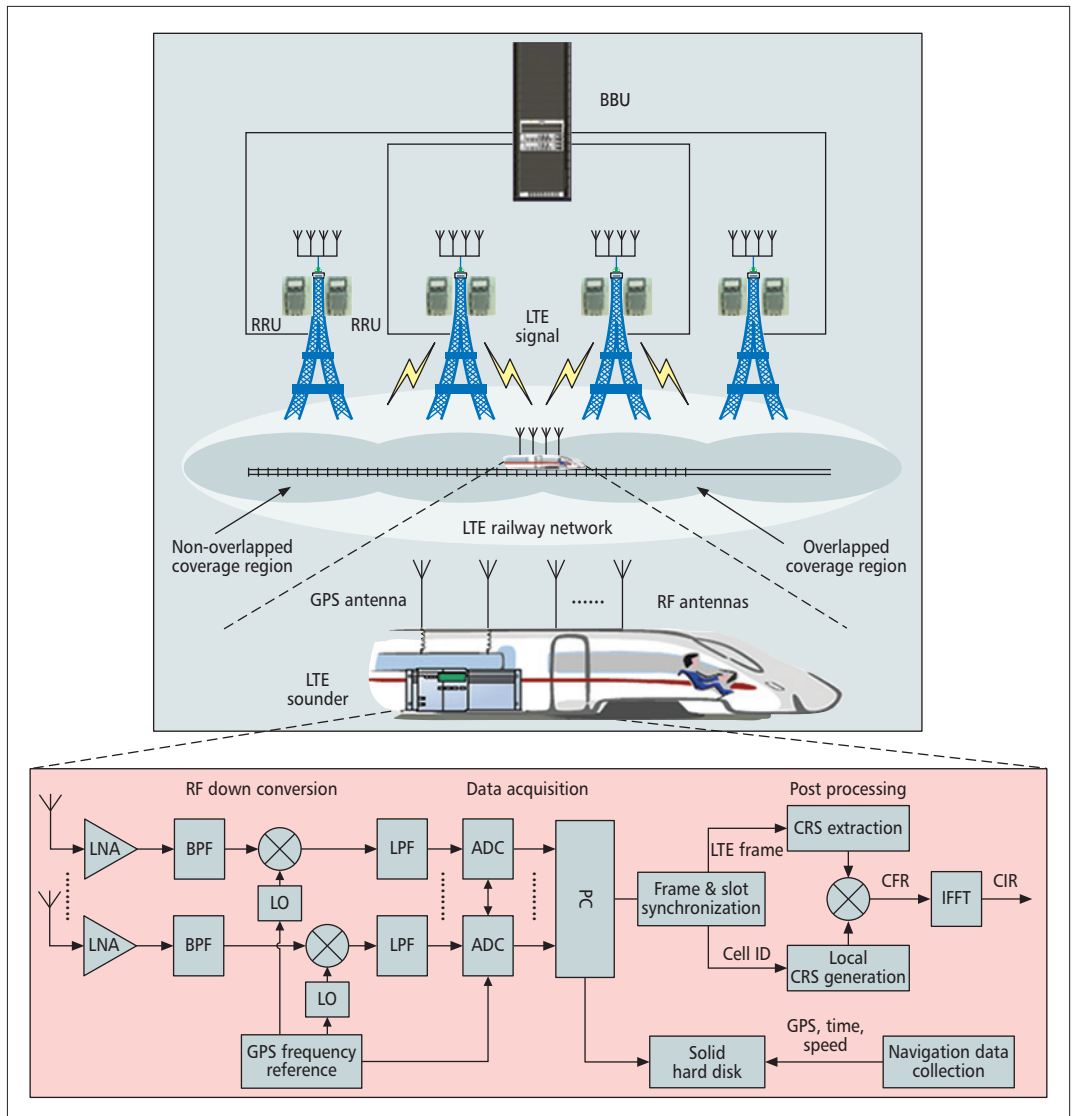 BBU
RRU
RRU
LTE
signal
LTE railway network
Non-overlapped
coverage region
Overlapped
coverage region
GPS antenna
......
RF antennas
LTE
sounder
RF down conversion
Data acquisition
Post processing
LNA
BPF
LPF
ADC
LO
LNA
BPF
LPF
ADC
LO
GPS frequency
reference
PC
Frame & slot
synchronization
LTE frame
CRS extraction
Cell ID
Local
CRS generation
CFR
IFFT
CIR
Solid
hard disk
GPS, time,
speed
Navigation data
collection